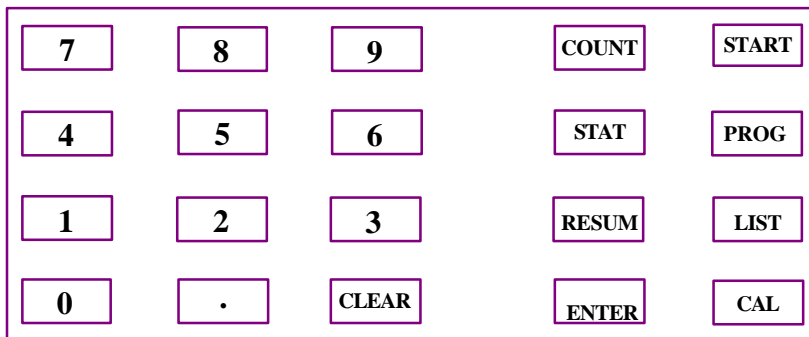 7 8 9 COUNT START
4 5 6 STAT PROG
1 2 3 RESUM LIST
0 . CLEAR ENTER CAL